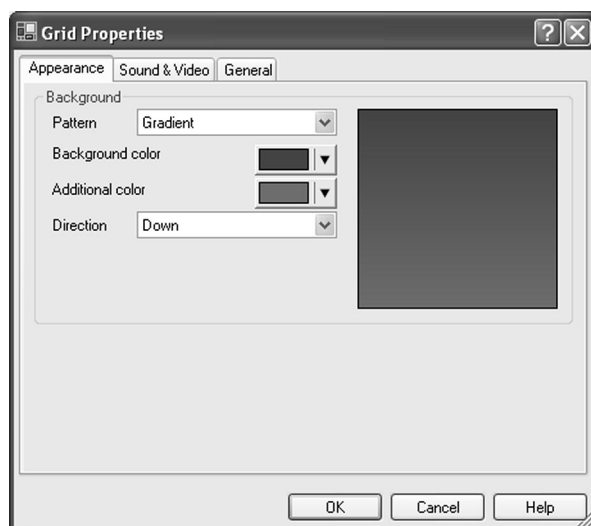 Grid Properties
Appearance Sound & Video General
Background
Pattern Gradient
Background color
Additional color
Direction Down
OK Cancel Help